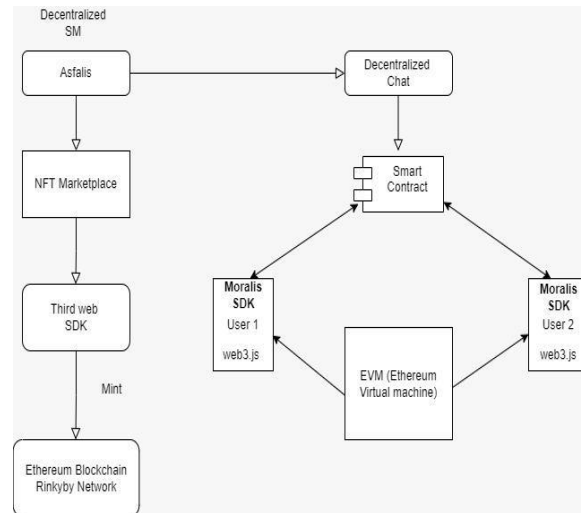 Decentralized
SM
Asfalis
Decentralized
Chat
NFT Marketplace
Smart
Contract
Third web
SDK
Moralis
SDK
User 1
web3.js
Moralis
SDK
User 2
web3.js
EVM (Ethereum
Virtual machine)
Mint
Ethereum Blockchain
Rinkyby Network